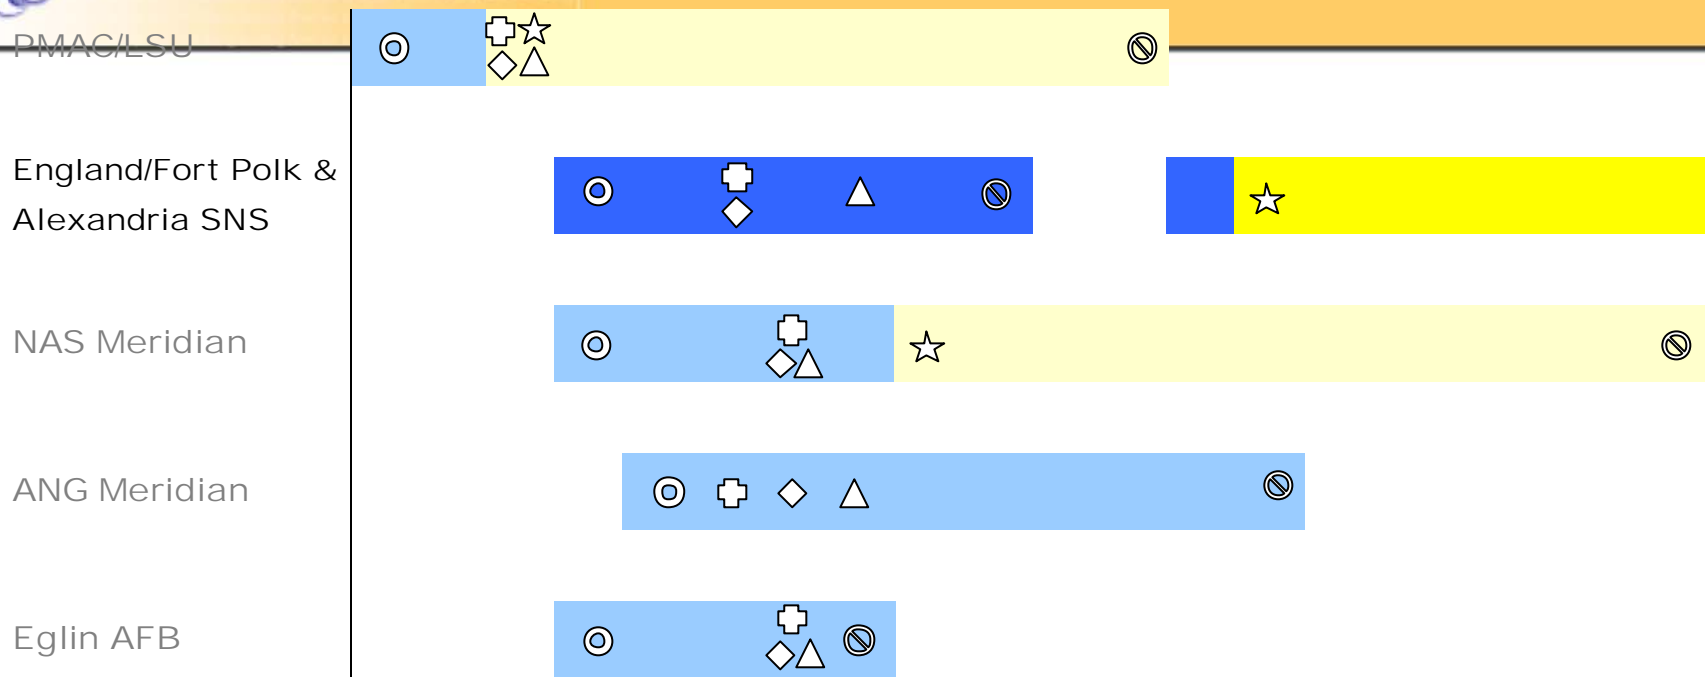 PMAC/LSU
England/Fort Polk &
Alexandria SNS
NAS Meridian
ANG Meridian
Eglin AFB